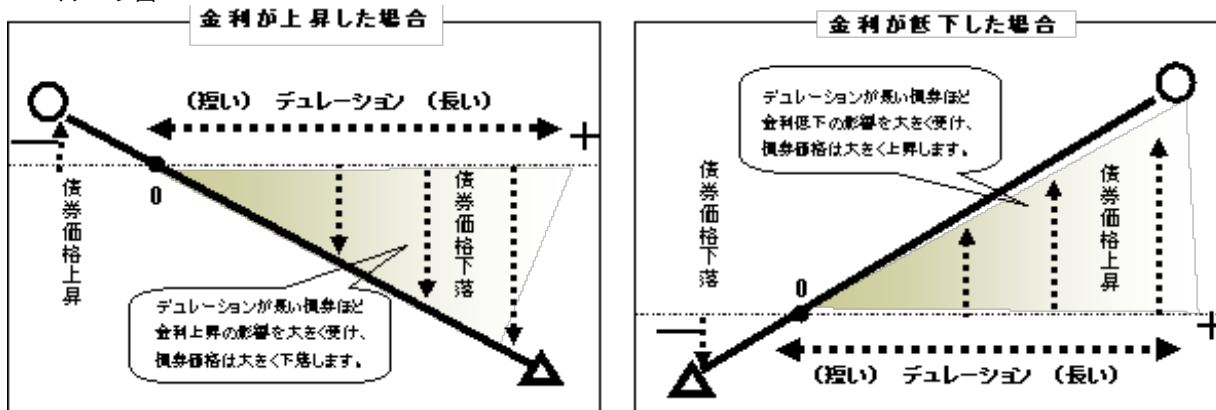 金利が上昇した場合
(短い) デュレーション (長い)
－
＋
0
債券価格上昇
債券価格下落
デュレーションが長い債券ほど
金利上昇の影響を大きく受け、
債券価格は大きく下落します。
金利が低下した場合
デュレーションが長い債券ほど
金利低下の影響を大きく受け、
債券価格は大きく上昇します。
債券価格下落
債券価格上昇
0
－
＋
(短い) デュレーション (長い)